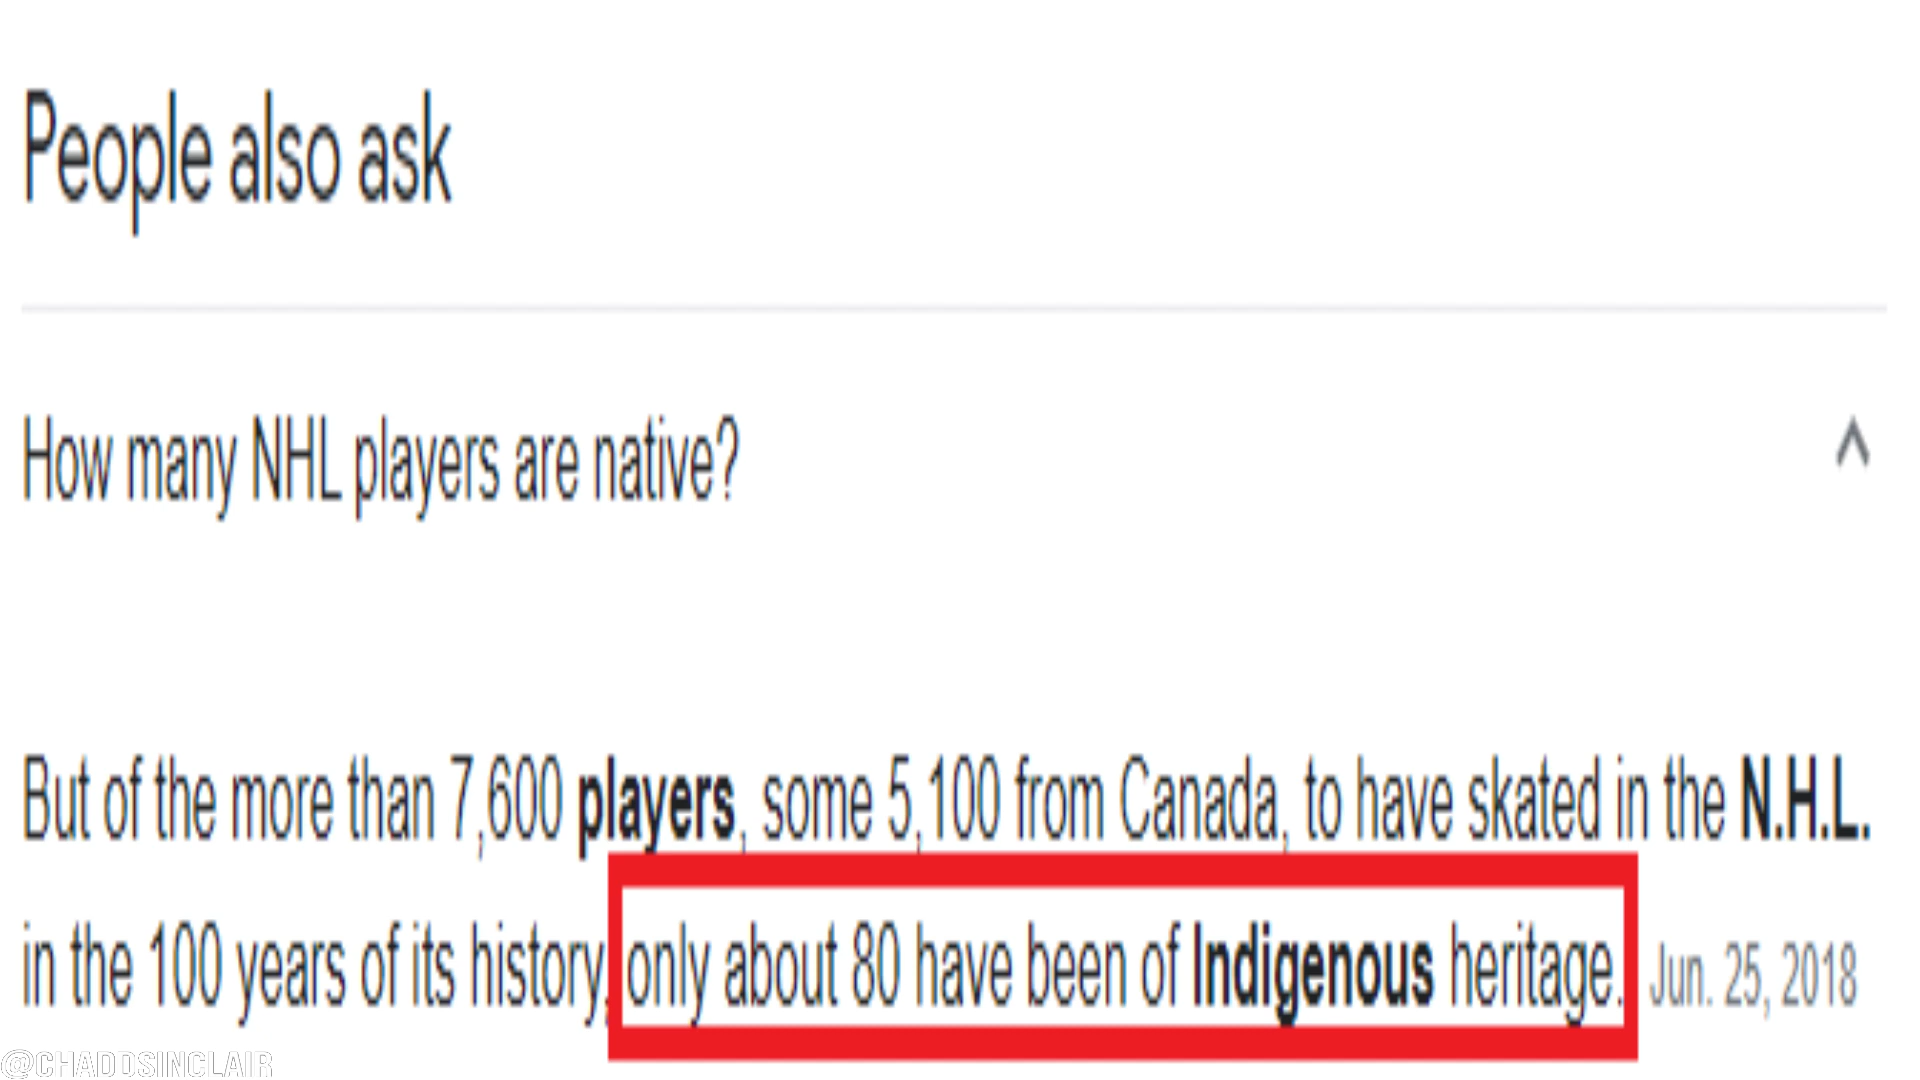 People also ask
How many NHL players are native?
But of the more than 7,600 players, some 5,100 from Canada, to have skated in the N.H.L.
in the 100 years of its history, only about 80 have been of Indigenous heritage. Jun. 25, 2018
@CHADDSINCLAIR